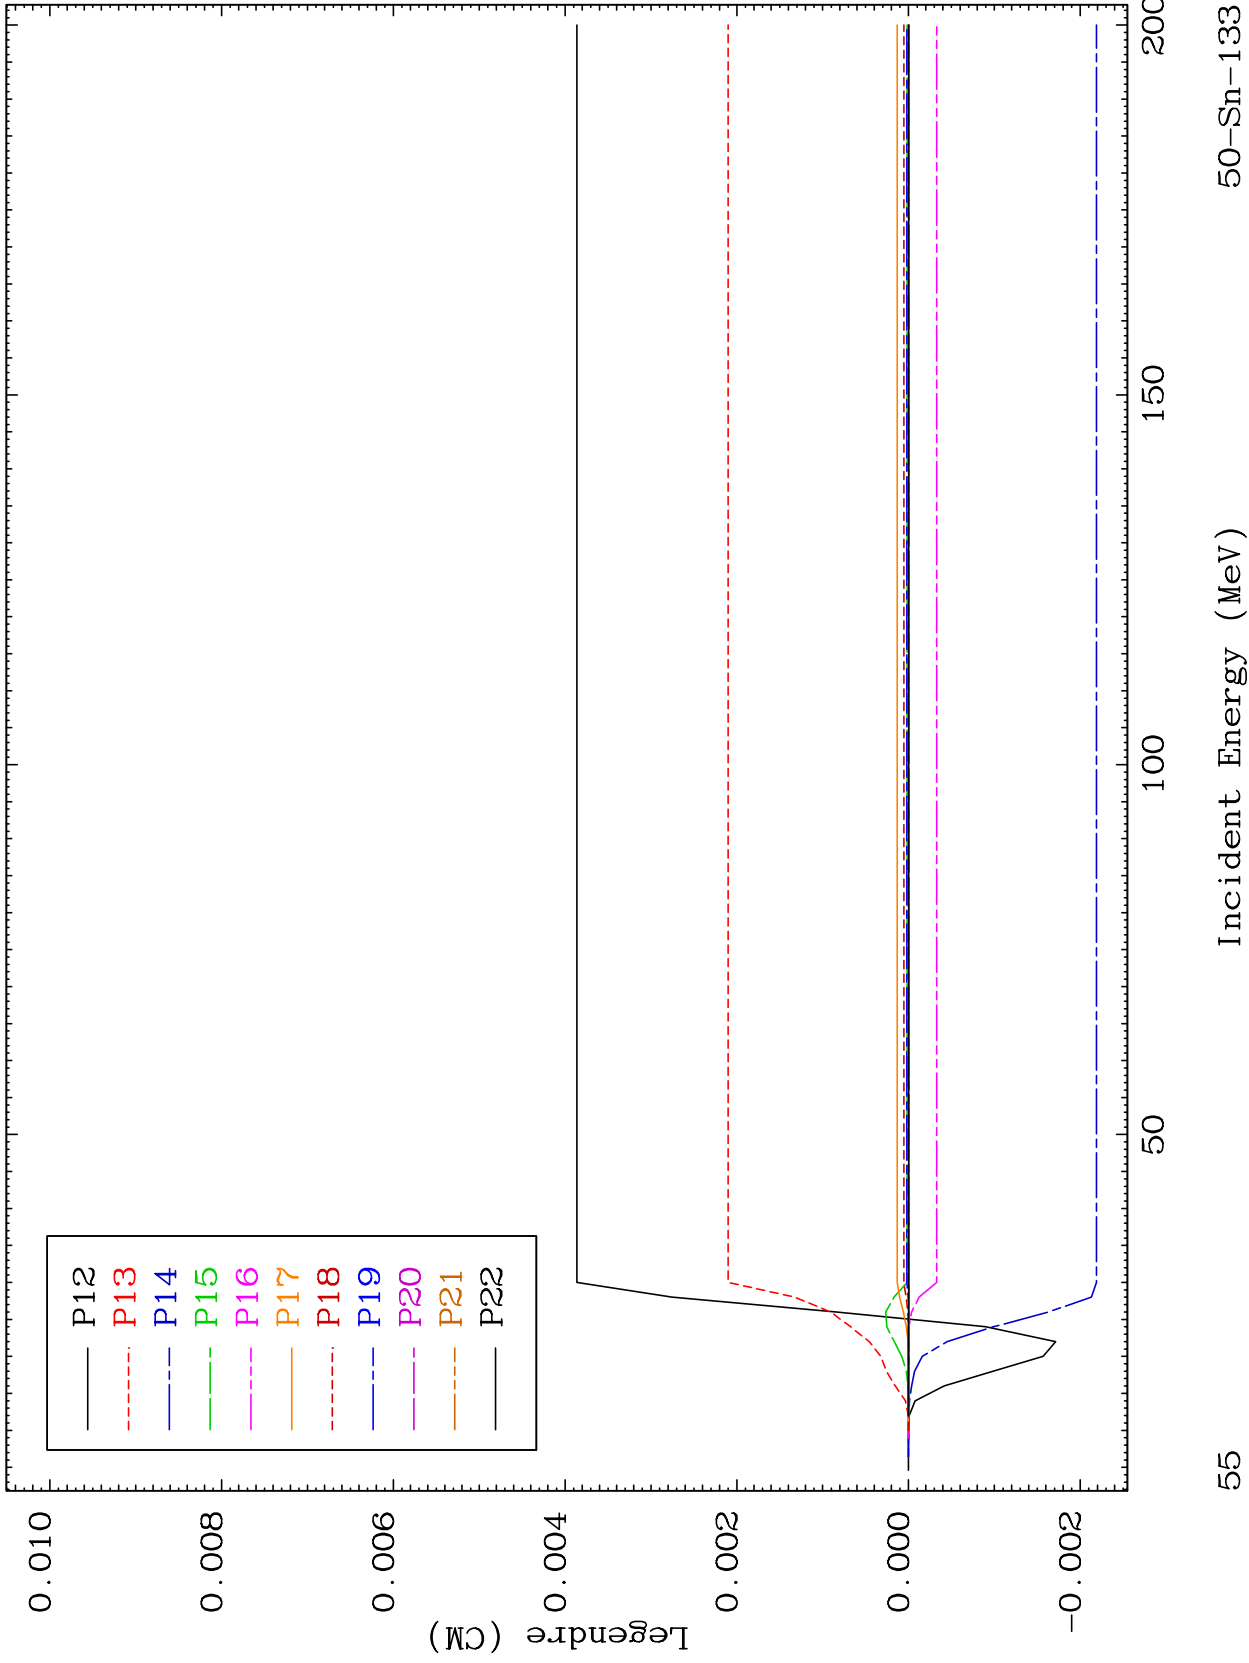 Legendre (CM)
0.010
0.008
0.006
0.004
0.002
0.000
-0.002
P12
P13
P14
P15
P16
P17
P18
P19
P20
P21
P22
50
100
150
200
55
Incident Energy (MeV)
50-Sn-133